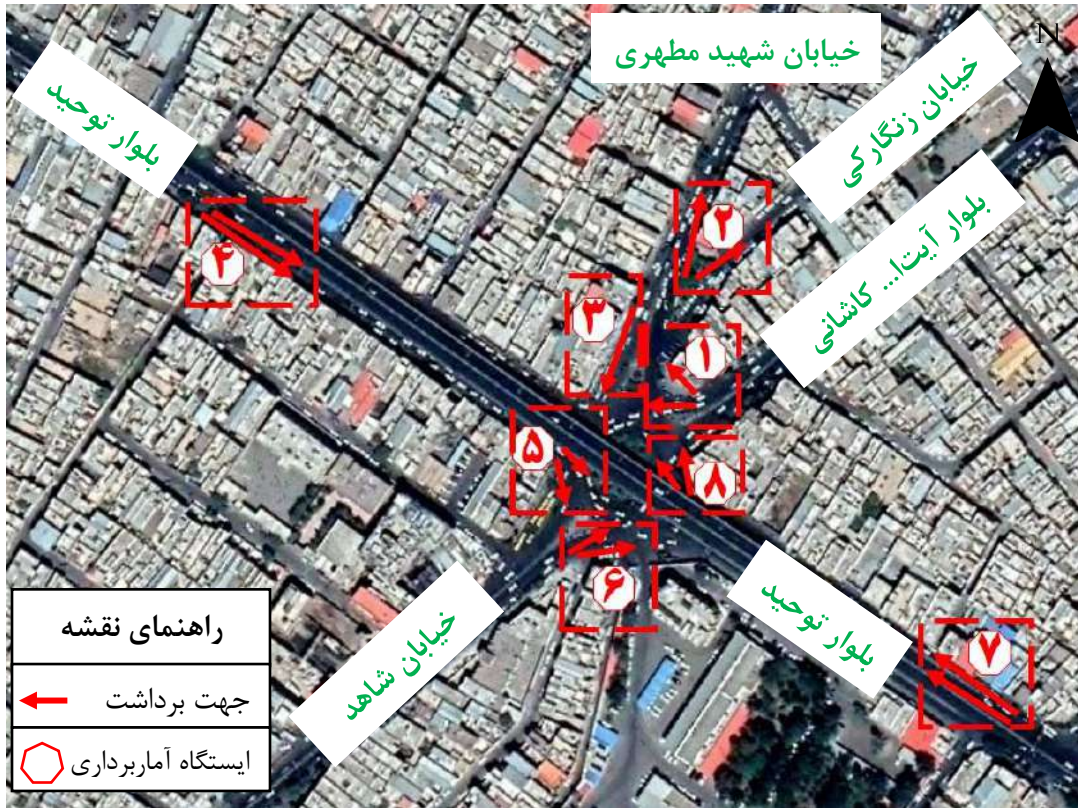 خیابان شهید مطهری
N
خیابان زنگارکی
بلوار آیت‌ا... کاشانی
بلوار توحید
۲
۴
۳
۱
۵
۸
۶
۷
بلوار توحید
خیابان شاهد
راهنمای نقشه
جهت برداشت
ایستگاه آماربرداری